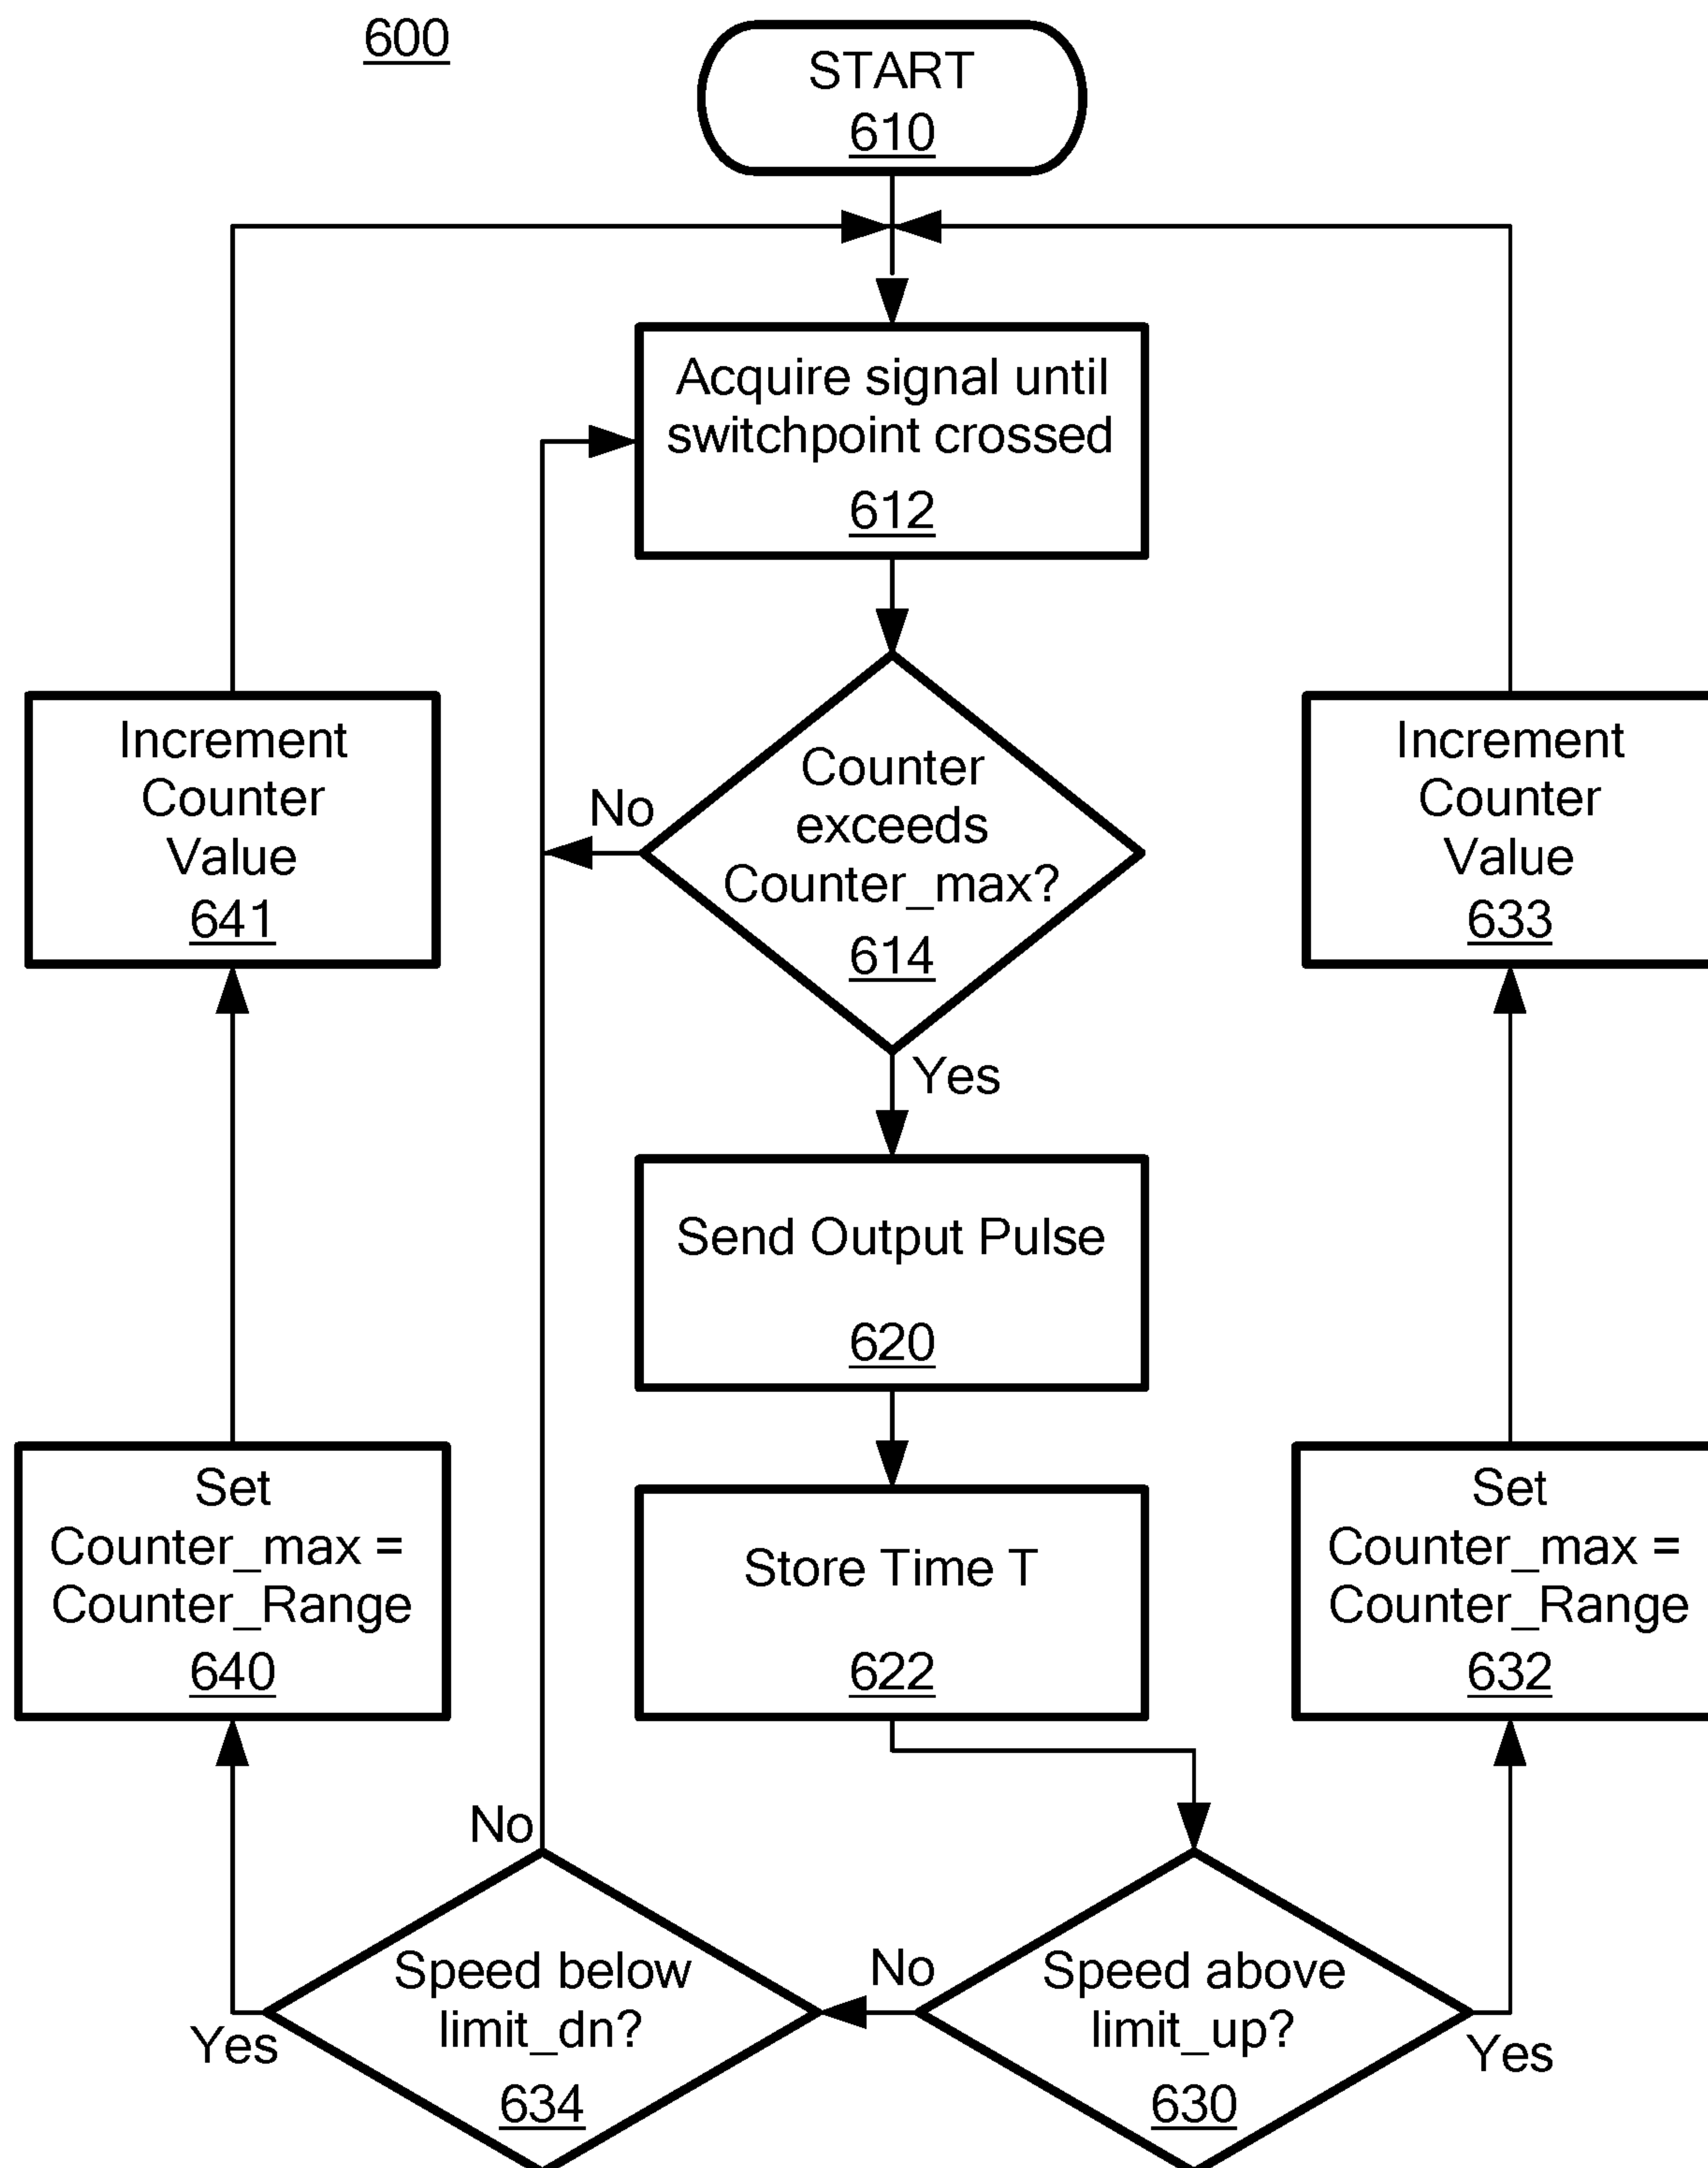 600
START
610
Acquire signal until
switchpoint crossed
612
Increment
Counter
Value
641
No
Counter
exceeds
Counter_max?
614
Yes
Increment
Counter
Value
633
Send Output Pulse
620
Set
Counter_max =
Counter_Range
640
Store Time T
622
Set
Counter_max =
Counter_Range
632
No
Speed below
limit_dn?
634
Yes
No
Speed above
limit_up?
630
Yes